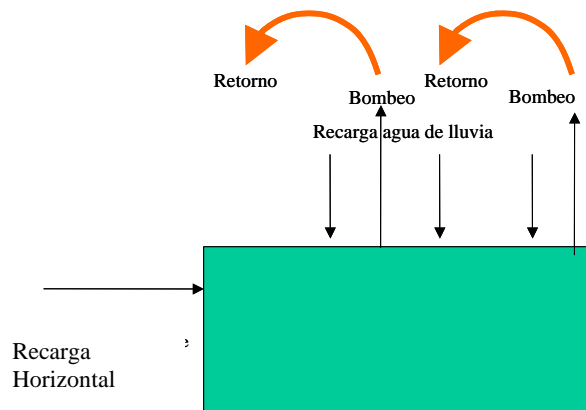 Retorno
Retorno
Bombeo
Bombeo
Recarga agua de lluvia
Recarga
Horizontal
e